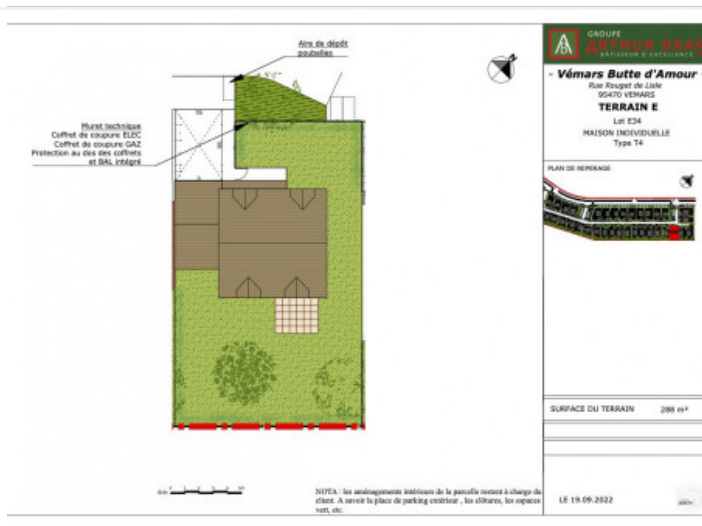 Aire de dépôt
poubelles
Muret technique
Coffret de coupure ELEC
Coffret de coupure GAZ
Protection au dos des coffrets
et BAL intégré
GROUPE
ARTHUR BRAS
BÂTISSEUR D'EXCELLENCE
- Vémars Butte d'Amour -
Rue Rouget de Lisle
95470 VEMARS
TERRAIN E
Lot E34
MAISON INDIVIDUELLE
Type T4
PLAN DE REPERAGE
SURFACE DU TERRAIN 288 m²
NOTA : les aménagements intérieurs de la parcelle restent à charge du
client. A savoir la place de parking extérieur , les clôtures, les espaces
vert, etc.
LE 19.09.2022